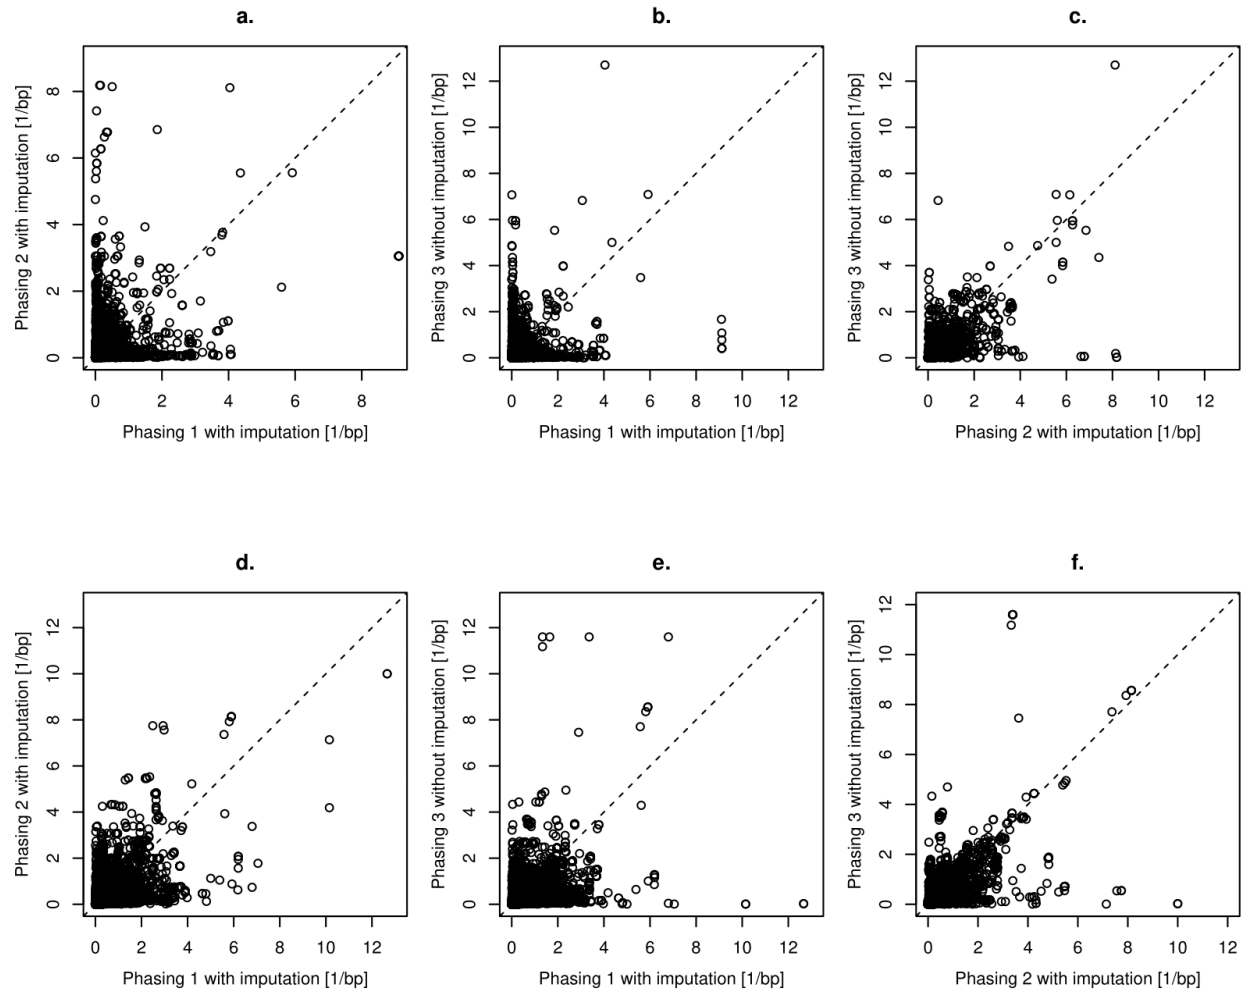 a.
Phasing 2 with imputation [1/bp]
8
6
4
2
0
0 2 4 6 8
Phasing 1 with imputation [1/bp]
b.
Phasing 3 without imputation [1/bp]
12
10
8
6
4
2
0
0 2 4 6 8 10 12
Phasing 1 with imputation [1/bp]
c.
Phasing 3 without imputation [1/bp]
12
10
8
6
4
2
0
0 2 4 6 8 10 12
Phasing 2 with imputation [1/bp]
d.
Phasing 2 with imputation [1/bp]
12
10
8
6
4
2
0
0 2 4 6 8 10 12
Phasing 1 with imputation [1/bp]
e.
Phasing 3 without imputation [1/bp]
12
10
8
6
4
2
0
0 2 4 6 8 10 12
Phasing 1 with imputation [1/bp]
f.
Phasing 3 without imputation [1/bp]
12
10
8
6
4
2
0
0 2 4 6 8 10 12
Phasing 2 with imputation [1/bp]